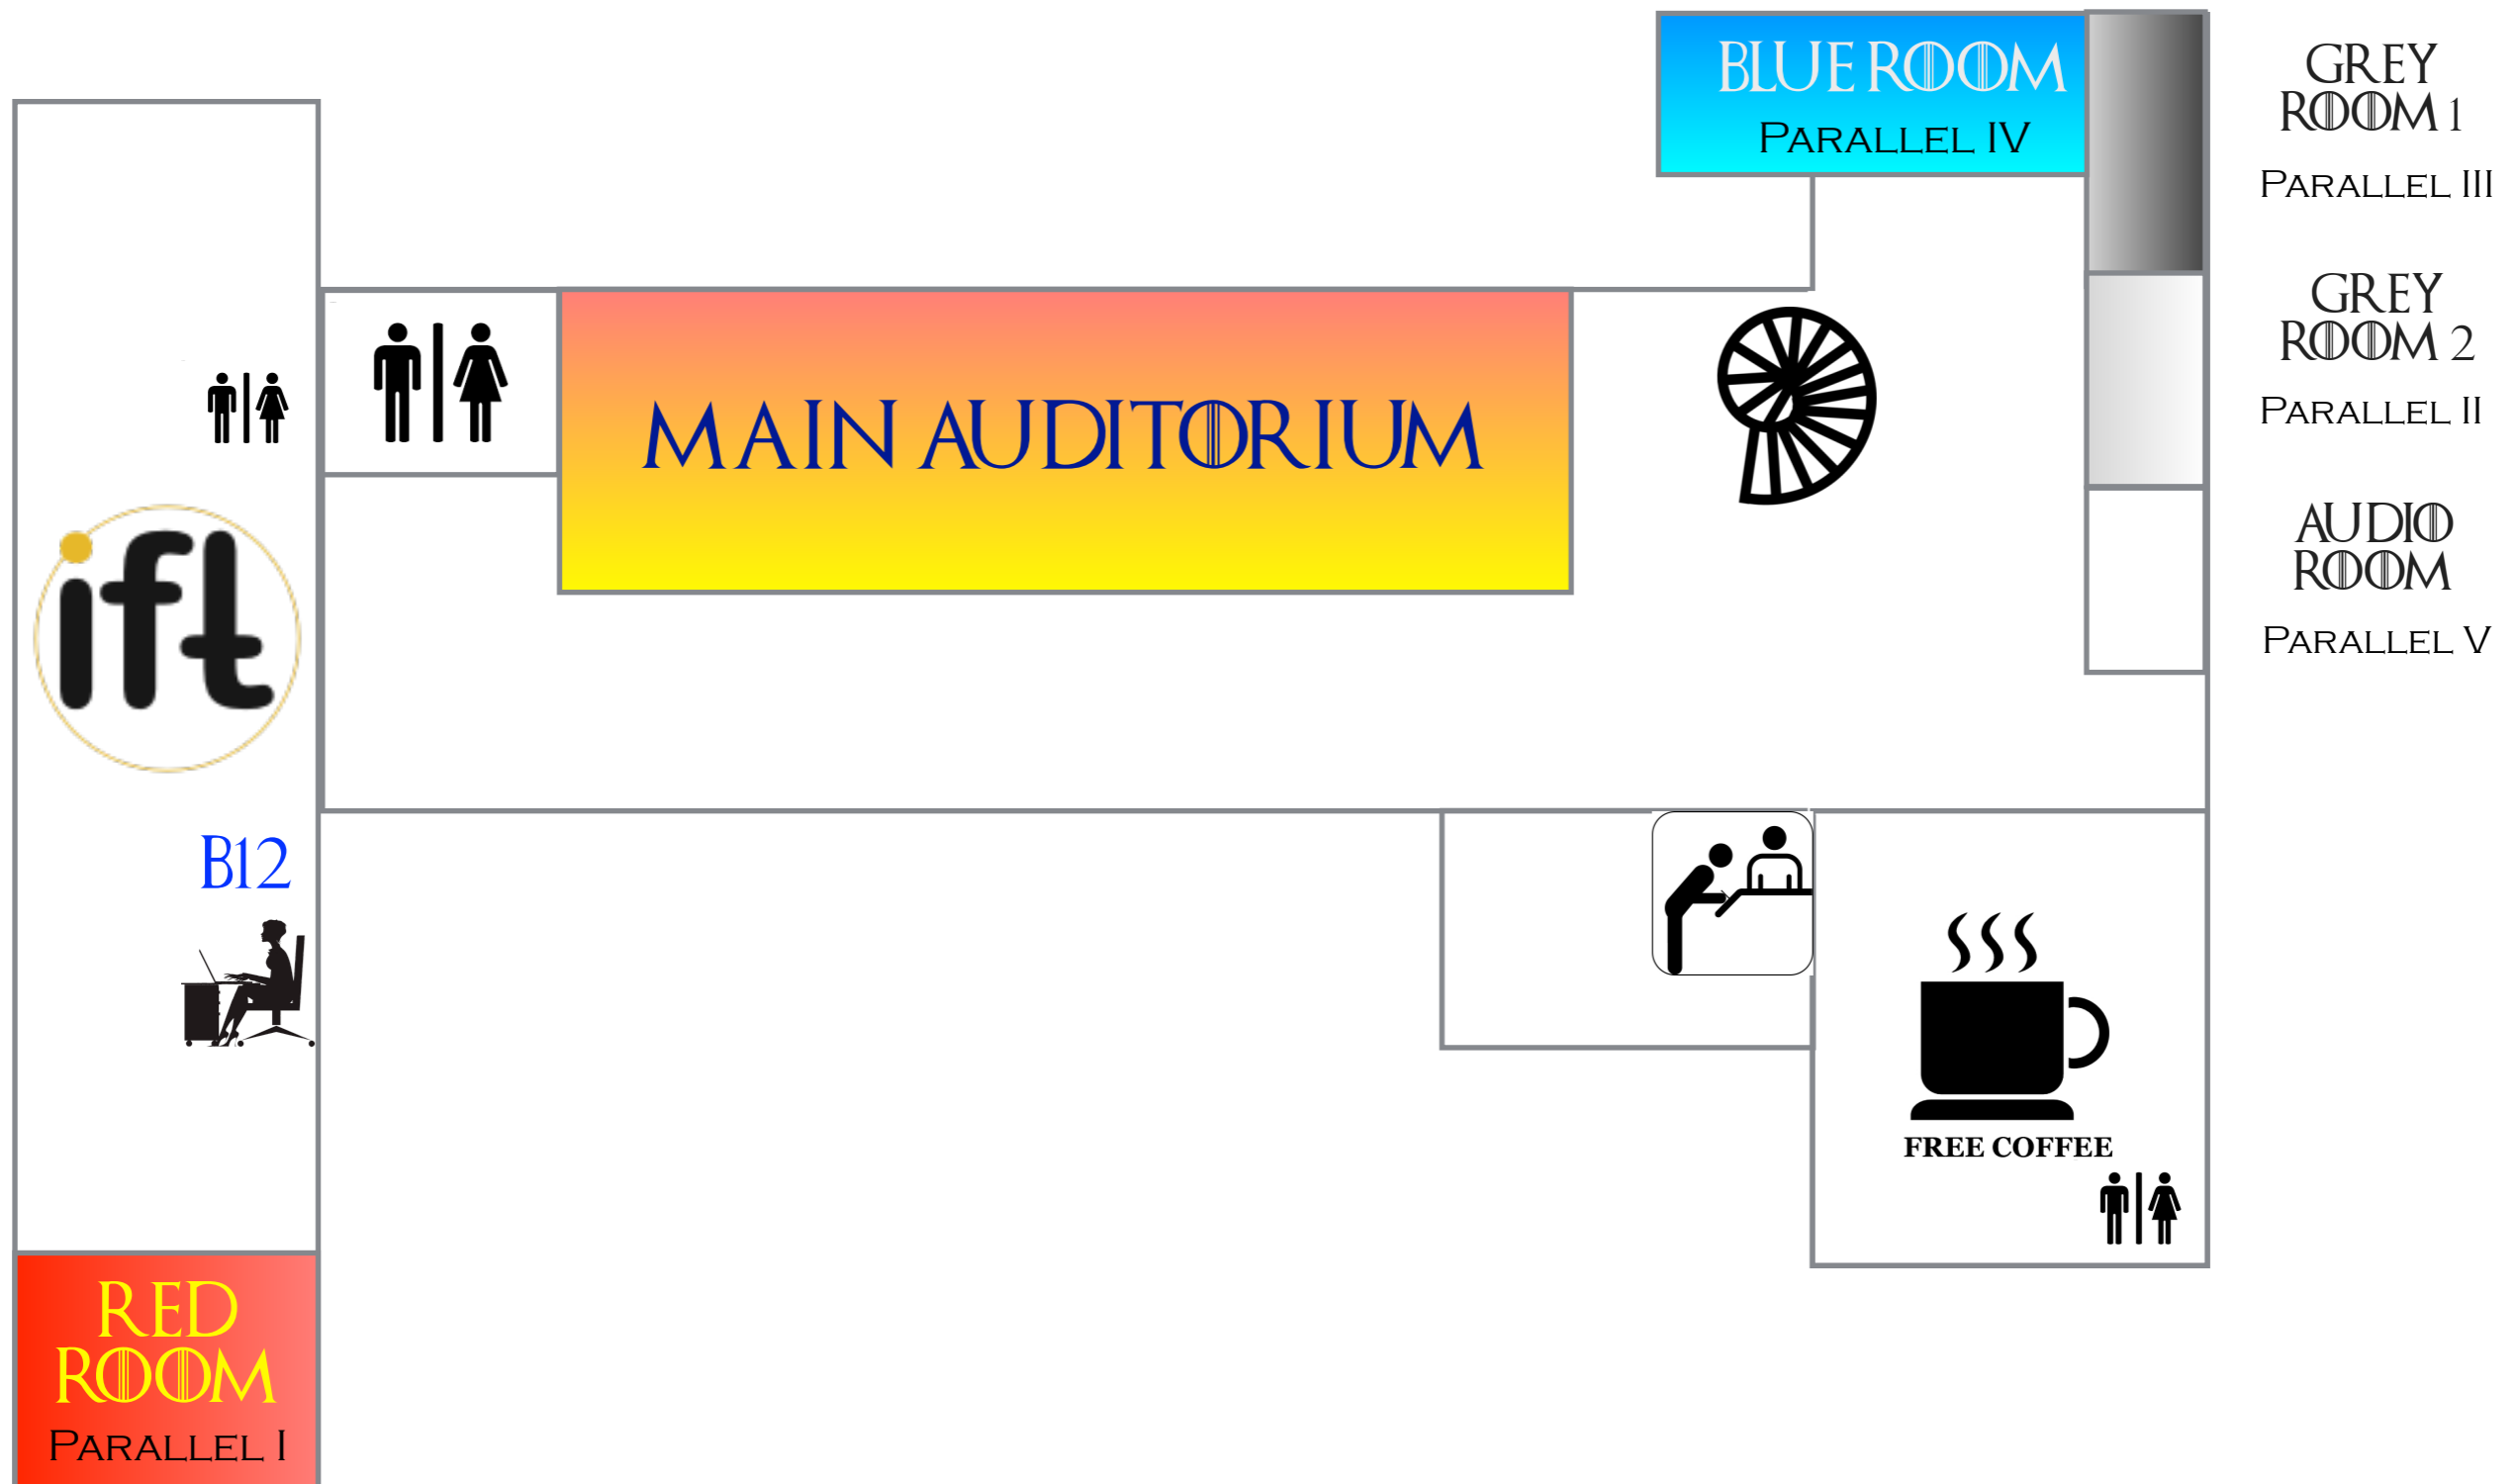 BLUE ROOM
PARALLEL IV
GREY
ROOM 1
PARALLEL III
GREY
ROOM 2
PARALLEL II
AUDIO
ROOM
PARALLEL V
MAIN AUDITORIUM
ift
B12
FREE COFFEE
RED
ROOM
PARALLEL I